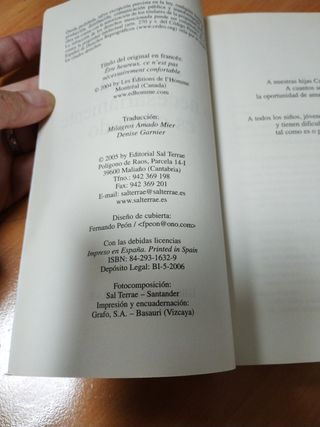 Título del original en francés:
Être heureux, ce n'est pas
nécessairement confortable
© 2004 by Les Éditions de l'Homme
Montréal (Canada)
www.edhomme.com
Traducción:
Milagros Amado Mier
Denise Garnier
© 2005 by Editorial Sal Terrae
Polígono de Raos, Parcela 14-I
39600 Maliaño (Cantabria)
Tfno.: 942 369 198
Fax: 942 369 201
E-mail: salterrae@salterrae.es
www.salterrae.es
Diseño de cubierta:
Fernando Peón / <fpeon@ono.com>
Con las debidas licencias
Impreso en España. Printed in Spain
ISBN: 84-293-1632-9
Depósito Legal: BI-5-2006
Fotocomposición:
Sal Terrae – Santander
Impresión y encuadernación:
Grafo, S.A. – Basauri (Vizcaya)
A nuestras hijas
A cuantos
la oportunidad de
A todos los niños,
y tienen
tal como es o